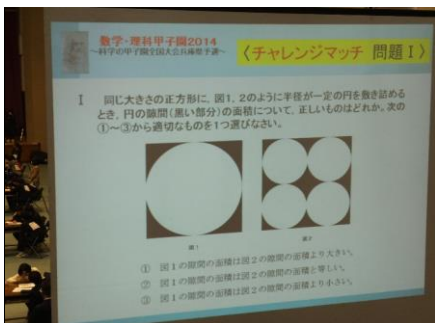 数学・理科甲子園2014
～科学の甲子園全国大会兵庫県予選～
〈チャレンジマッチ 問題Ⅰ〉
Ⅰ 同じ大きさの正方形に，図1，2のように半径が一定の円を敷き詰める
とき，円の隙間（黒い部分）の面積について，正しいものはどれか。次の
①～③から適切なものを1つ選びなさい。
図1
図2
① 図1の隙間の面積は図2の隙間の面積より大きい。
② 図1の隙間の面積は図2の隙間の面積と等しい。
③ 図1の隙間の面積は図2の隙間の面積より小さい。